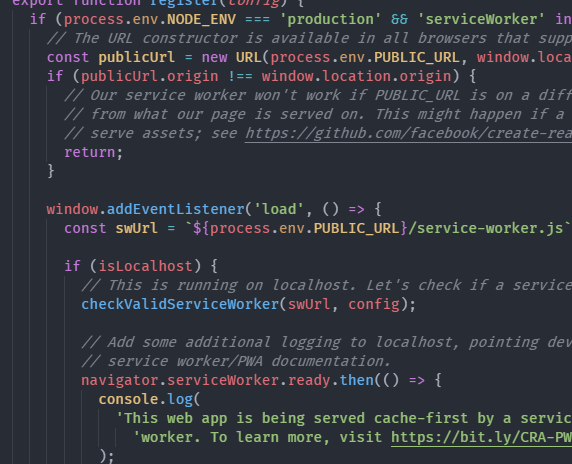 export function register(config) {
if (process.env.NODE_ENV === 'production' && 'serviceWorker' in
// The URL constructor is available in all browsers that supp
const publicUrl = new URL(process.env.PUBLIC_URL, window.loca
if (publicUrl.origin !== window.location.origin) {
// Our service worker won't work if PUBLIC_URL is on a diff
// from what our page is served on. This might happen if a
// serve assets; see https://github.com/facebook/create-rea
return;
}
window.addEventListener('load', () => {
const swUrl = `${process.env.PUBLIC_URL}/service-worker.js`
if (isLocalhost) {
// This is running on localhost. Let's check if a service
checkValidServiceWorker(swUrl, config);
// Add some additional logging to localhost, pointing dev
// service worker/PWA documentation.
navigator.serviceWorker.ready.then(() => {
console.log(
'This web app is being served cache-first by a servic
'worker. To learn more, visit https://bit.ly/CRA-PW
);